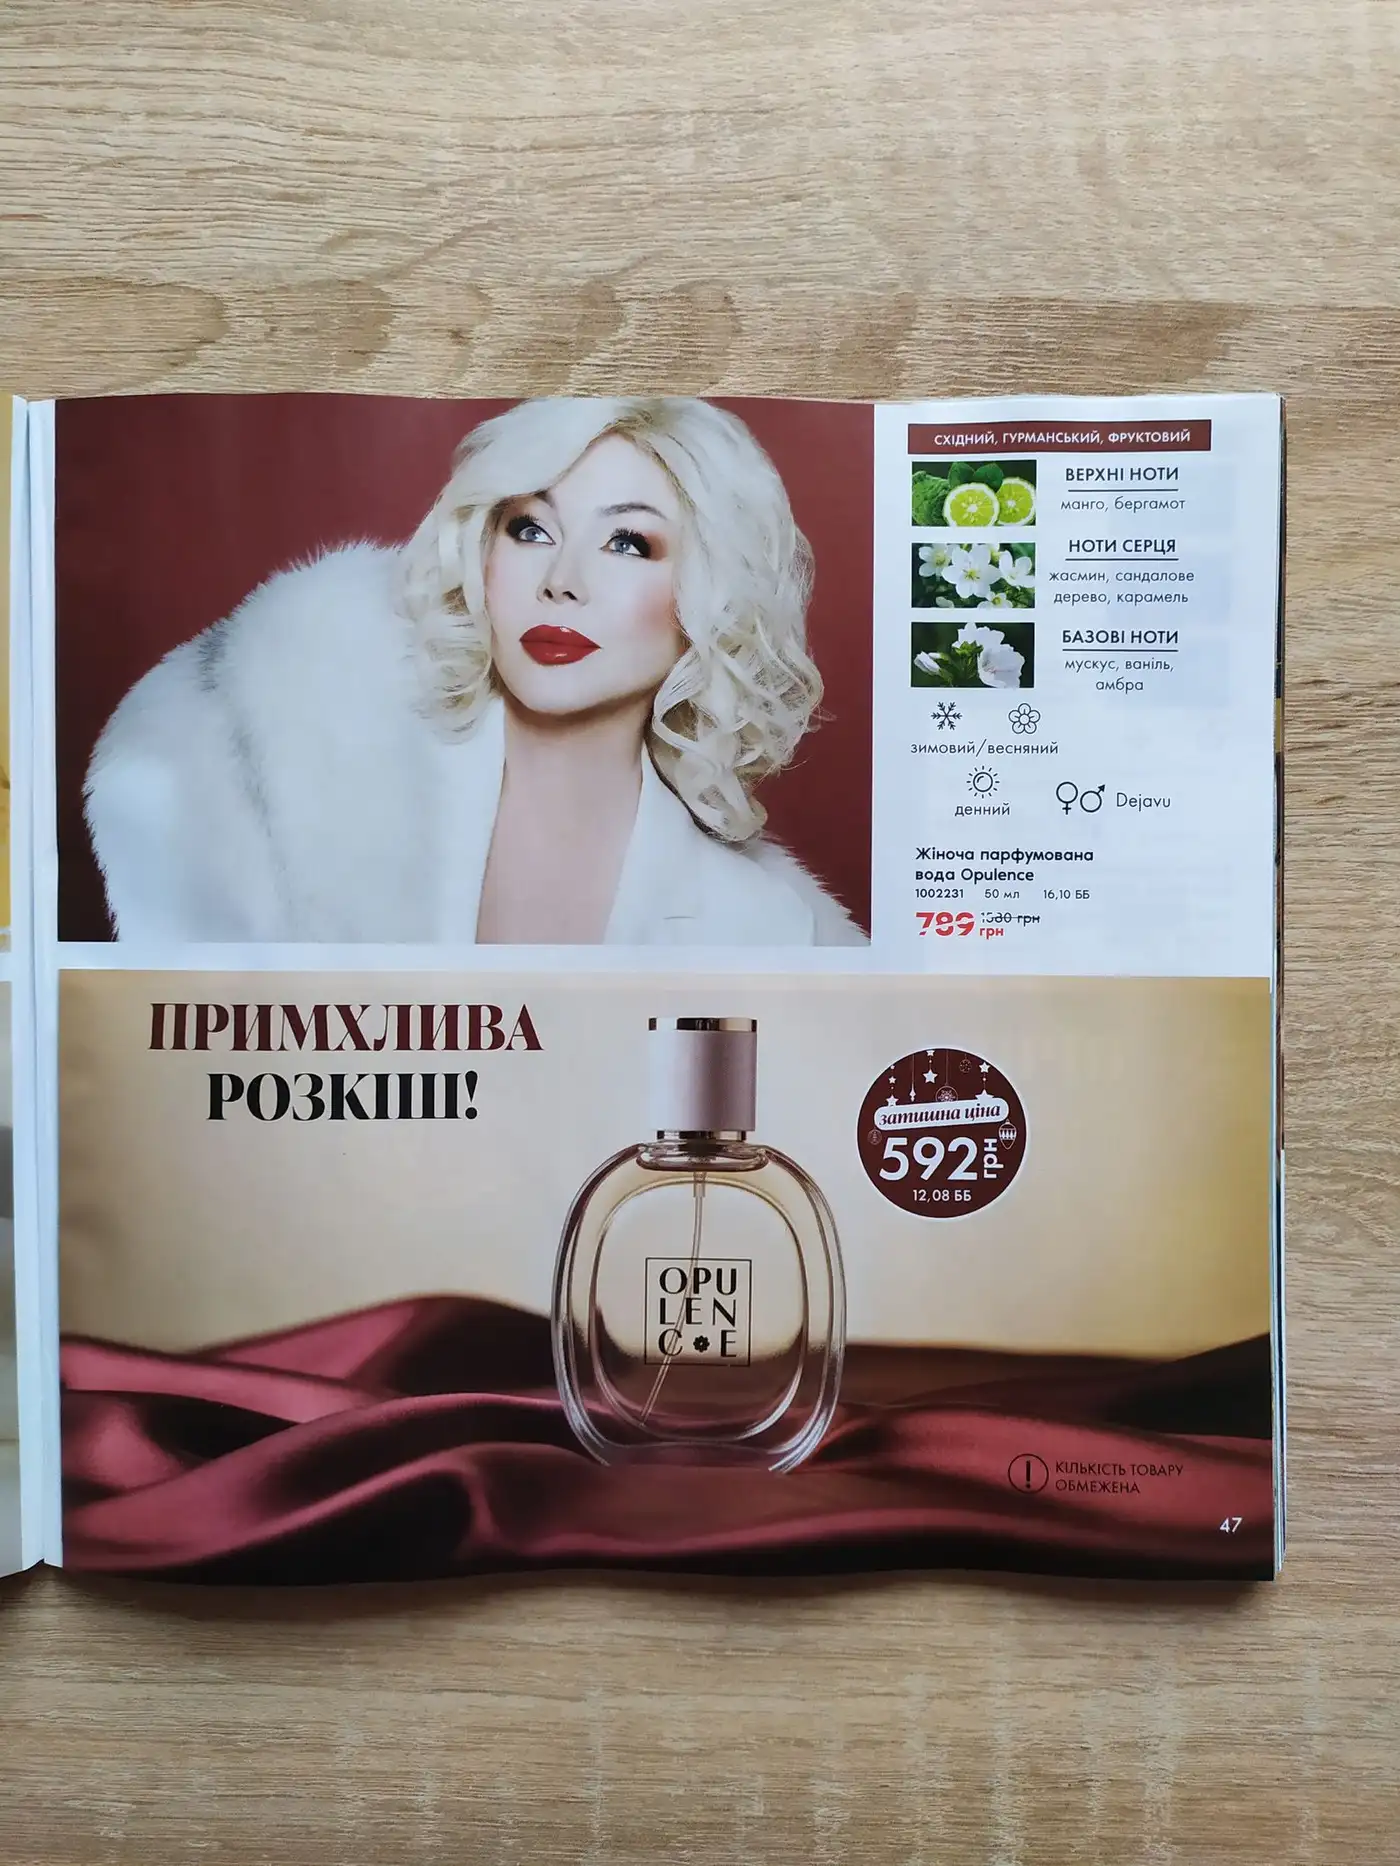 СХІДНИЙ, ГУРМАНСЬКИЙ, ФРУКТОВИЙ
ВЕРХНІ НОТИ
манго, бергамот
НОТИ СЕРЦЯ
жасмин, сандалове
дерево, карамель
БАЗОВІ НОТИ
мускус, ваніль,
амбра
зимовий/весняний
денний
Dejavu
Жіноча парфумована
вода Opulence
1002231 50 мл 16,10 ББ
789 грн 1580 грн
ПРИМХЛИВА
РОЗКІШ!
затишна ціна
592 грн
12,08 ББ
OPU
LEN
CE
КІЛЬКІСТЬ ТОВАРУ
ОБМЕЖЕНА
47